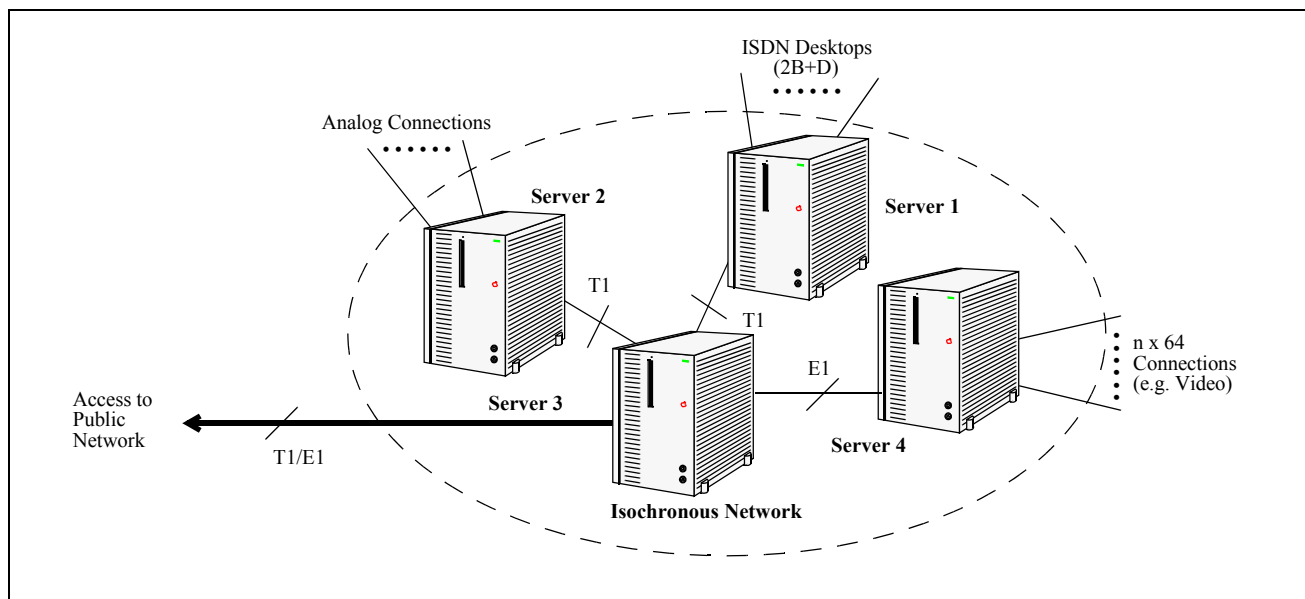 ISDN Desktops
(2B+D)
Analog Connections
Server 2
Server 1
T1
T1
n x 64
Connections
(e.g. Video)
E1
Server 3
Access to
Public
Network
Server 4
T1/E1
Isochronous Network